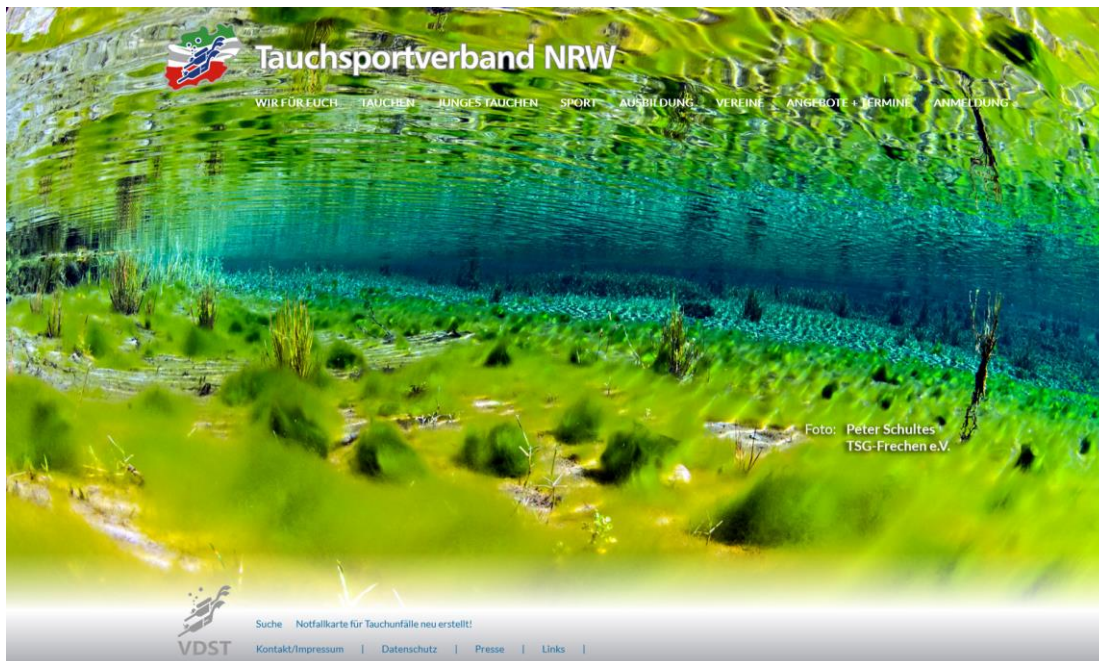 Tauchsportverband NRW
WIR FÜR EUCH TAUCHEN JUNGES TAUCHEN SPORT AUSBILDUNG VEREINE ANGEBOTE + TERMINE ANMELDUNG
Foto: Peter Schultes
TSG-Frechen e.V.
Suche Notfallkarte für Tauchunfälle neu erstellt!
VDST
Kontakt/Impressum | Datenschutz | Presse | Links |